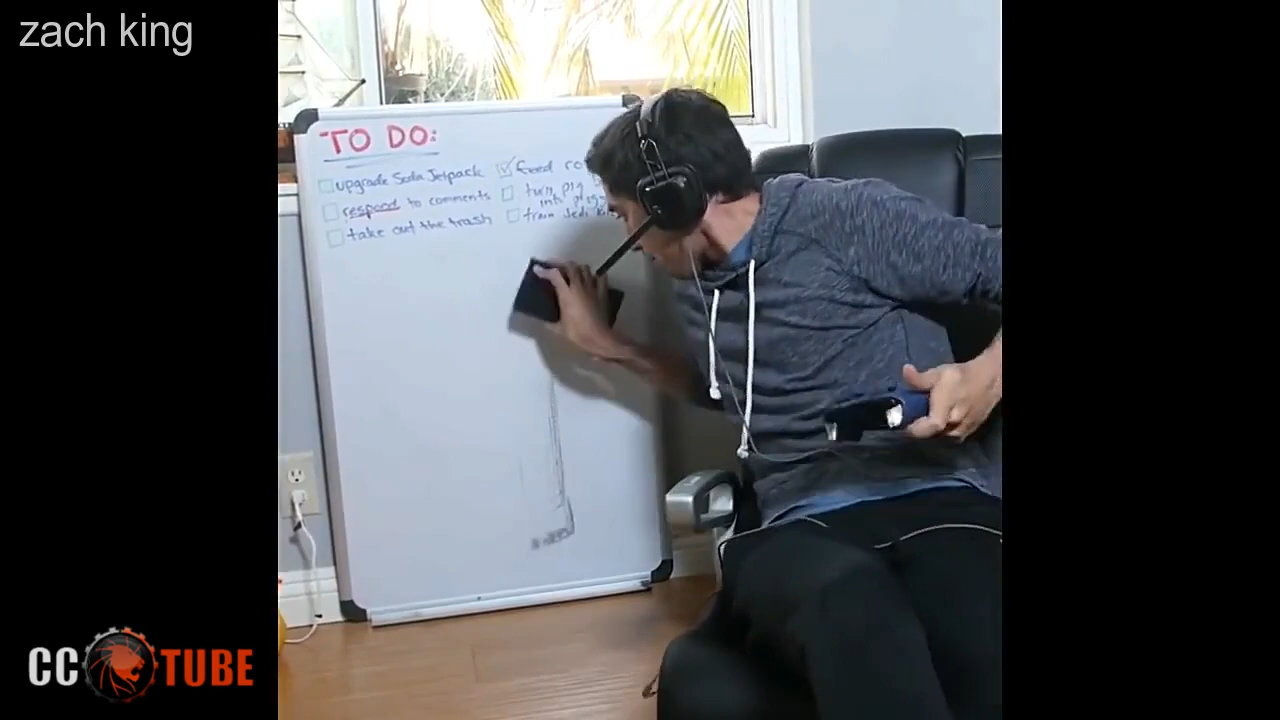 zach king
TO DO:
upgrade Soda Jetpack
feed
respond to comments
turn pig
take out the trash
train Jedi
CC TUBE